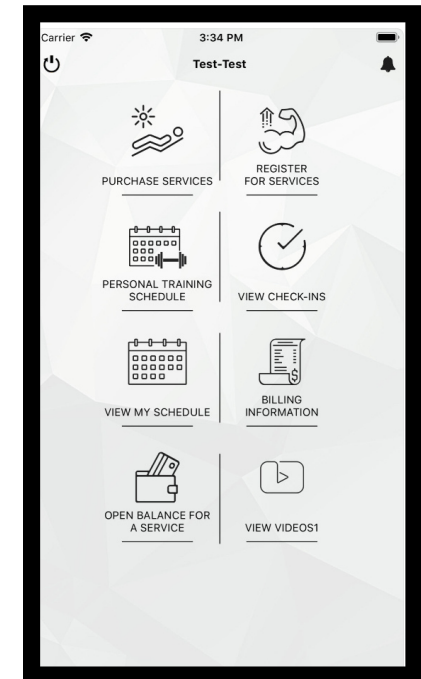 Carrier 3:34 PM
Test-Test
PURCHASE SERVICES
REGISTER
FOR SERVICES
PERSONAL TRAINING
SCHEDULE
VIEW CHECK-INS
VIEW MY SCHEDULE
BILLING
INFORMATION
$
OPEN BALANCE FOR
A SERVICE
VIEW VIDEOS1